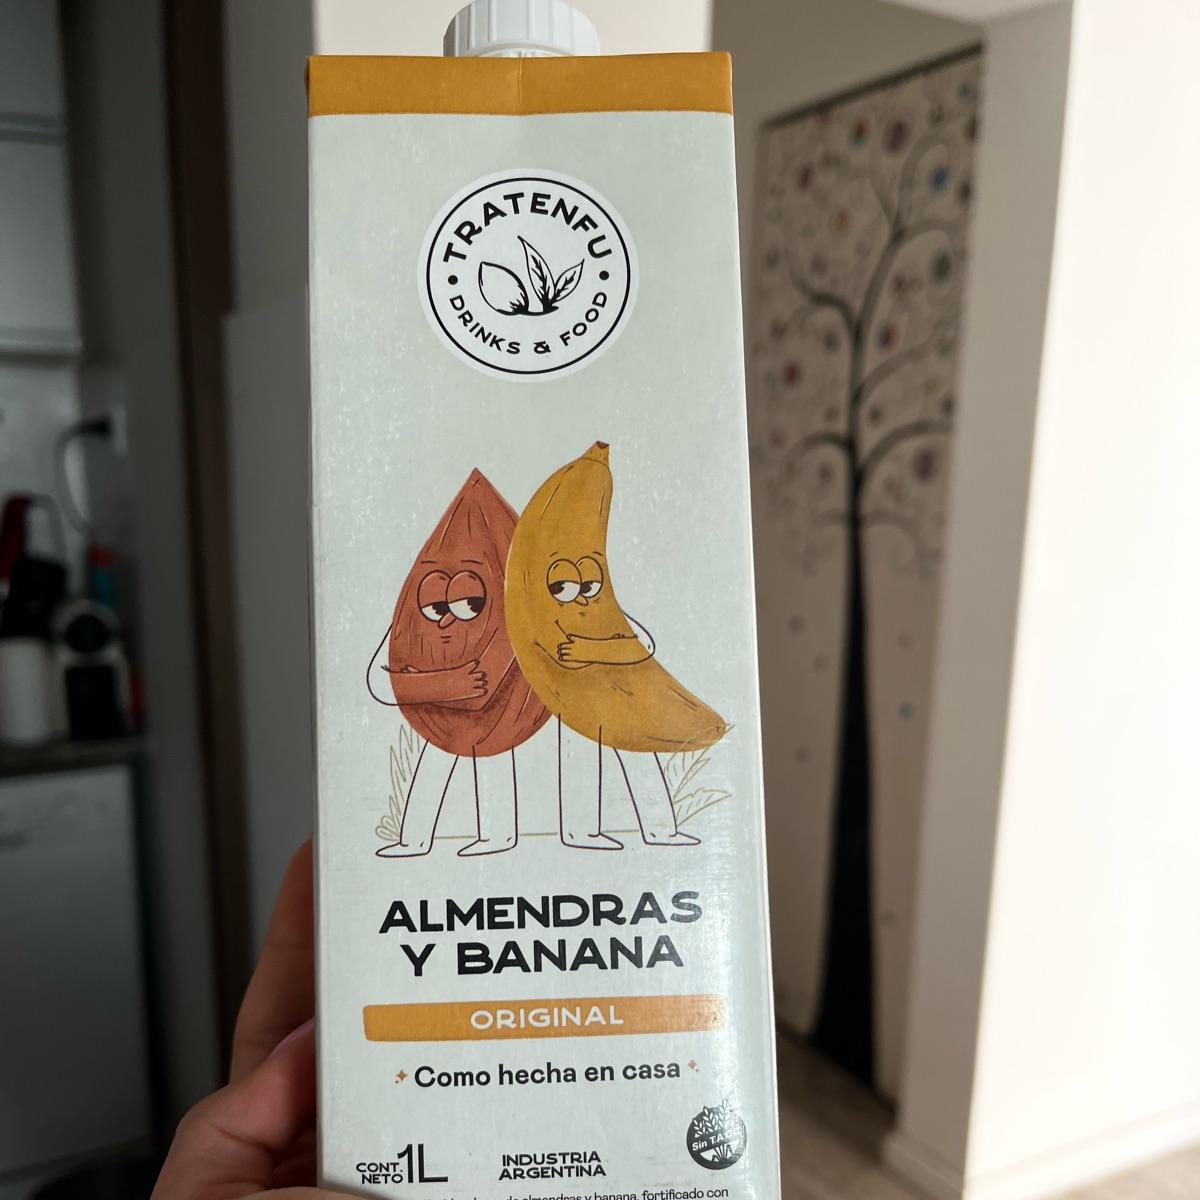 TRATENFU
DRINKS & FOOD
ALMENDRAS
Y BANANA
ORIGINAL
Como hecha en casa
Sin T.A.C.C.
CONT.
NETO 1L
INDUSTRIA
ARGENTINA
de almendras y banana, fortificado con